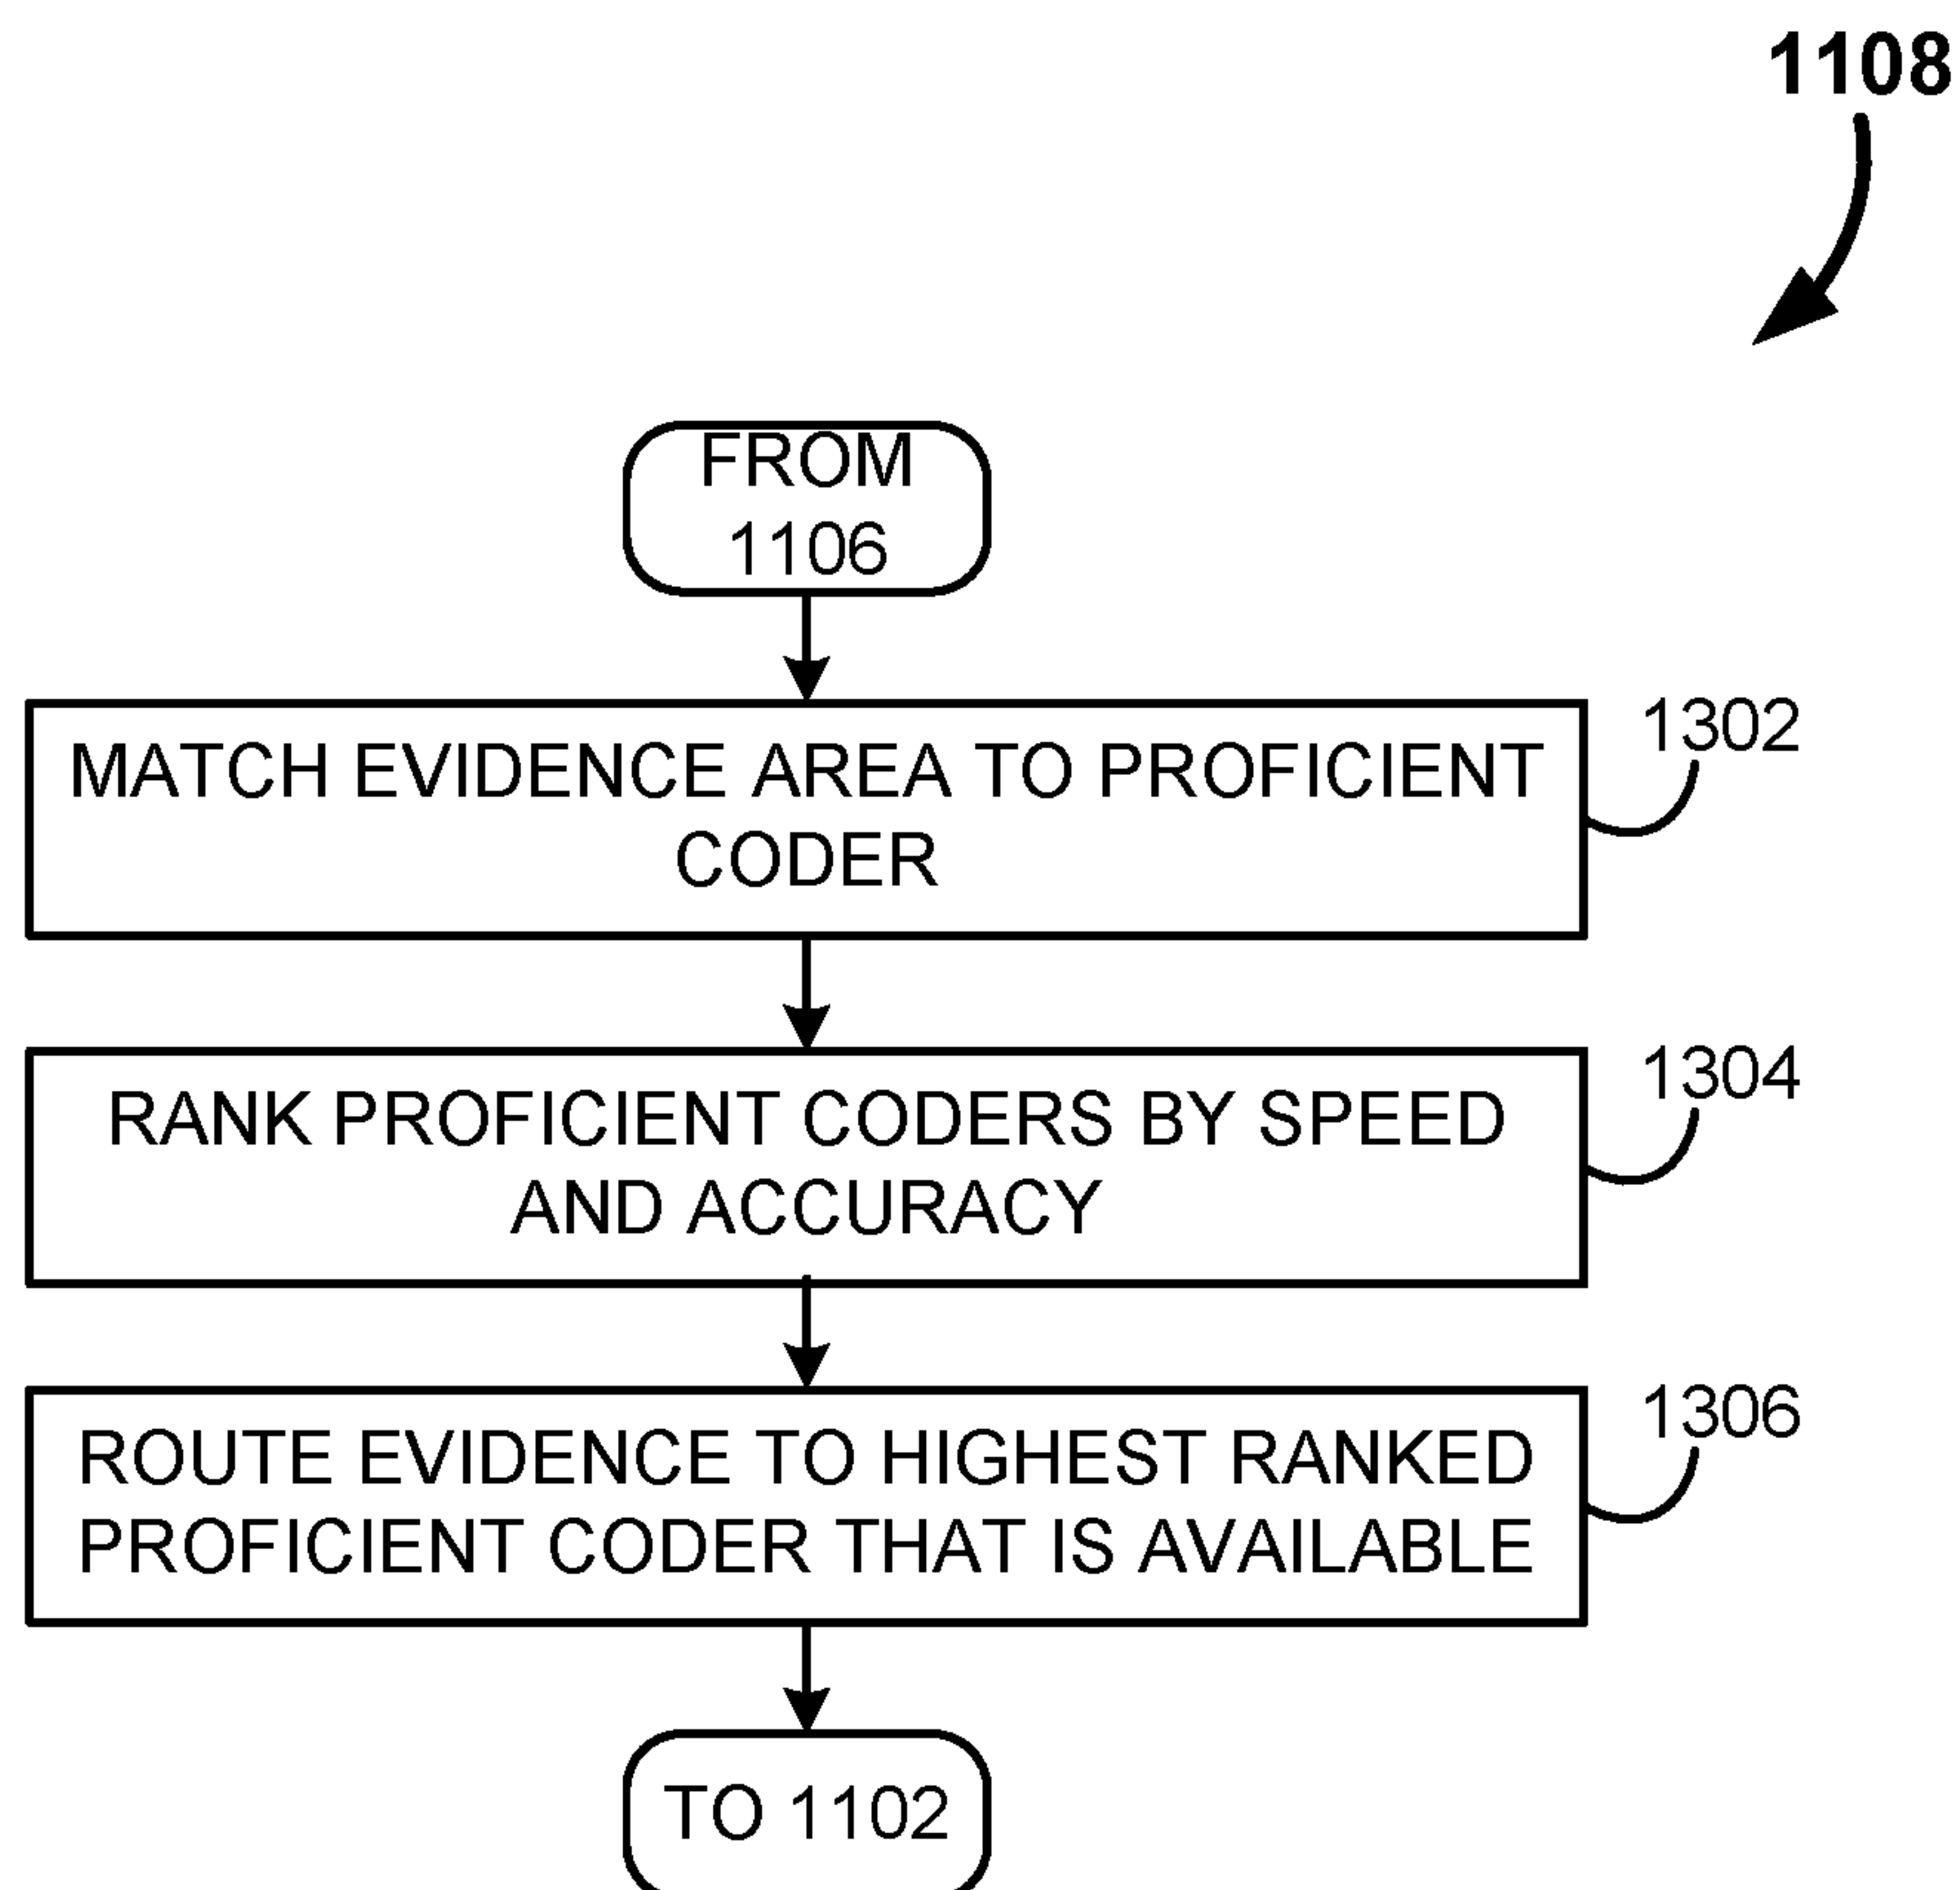 1108
FROM
1106
MATCH EVIDENCE AREA TO PROFICIENT
CODER
1302
RANK PROFICIENT CODERS BY SPEED
AND ACCURACY
1304
ROUTE EVIDENCE TO HIGHEST RANKED
PROFICIENT CODER THAT IS AVAILABLE
1306
TO 1102